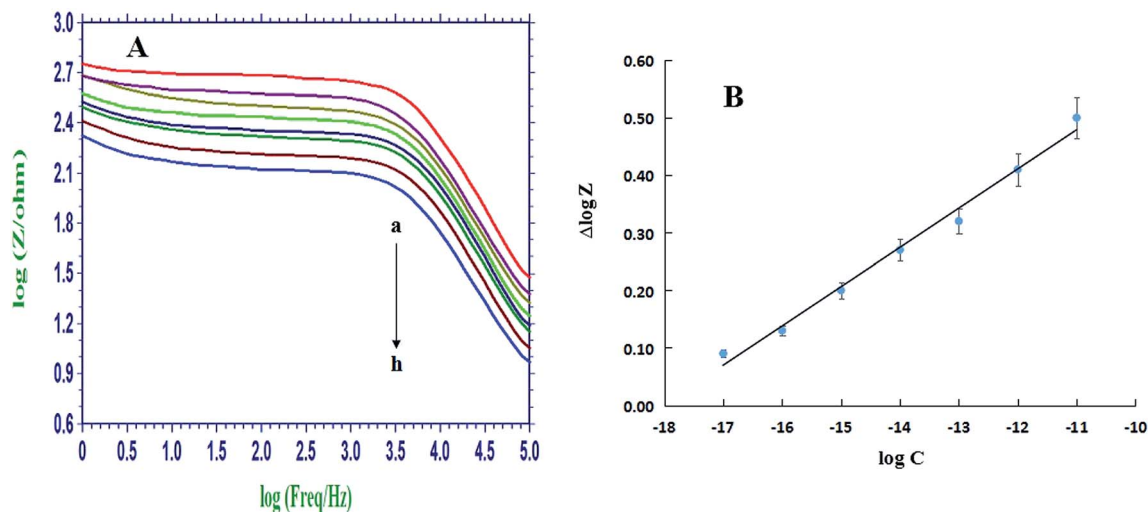 A
3.0
2.7
2.4
2.1
1.8
1.5
1.2
0.9
0.6
log (Z/ohm)
a
h
0 0.5 1.0 1.5 2.0 2.5 3.0 3.5 4.0 4.5 5.0
log (Freq/Hz)
B
0.60
0.50
0.40
0.30
0.20
0.10
0.00
ΔlogZ
-18 -17 -16 -15 -14 -13 -12 -11 -10
log C